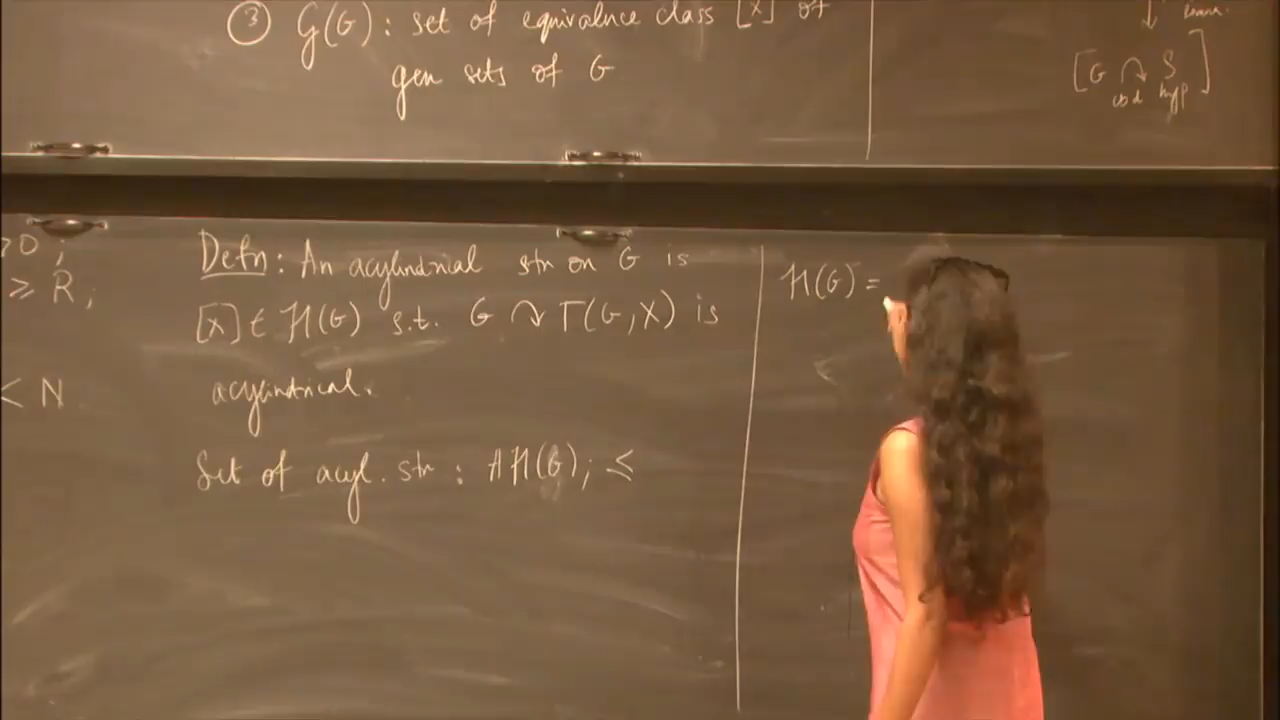 ③ G(G) : set of equivalence class [X] of
gen sets of G
[G ↷ S]
cbd hyp
>0 ;
≥ R ;
< N
Defn : An acylindrical str on G is
[X] ∈ H(G) s.t. G ↷ Γ(G,X) is
acylindrical.
Set of acyl. str : AH(G) ; ≤
H(G) =